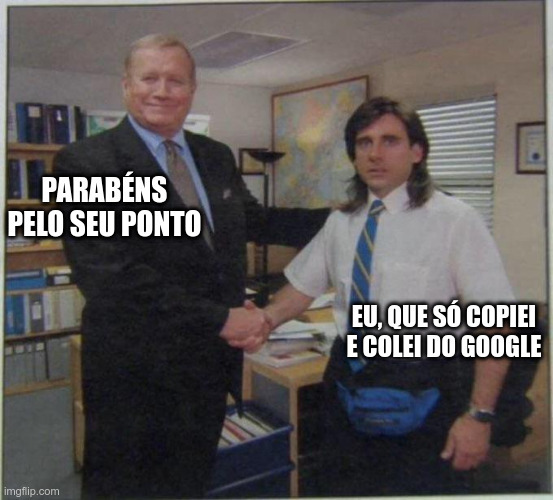 PARABÉNS
PELO SEU PONTO
EU, QUE SÓ COPIEI
E COLEI DO GOOGLE
imgflip.com